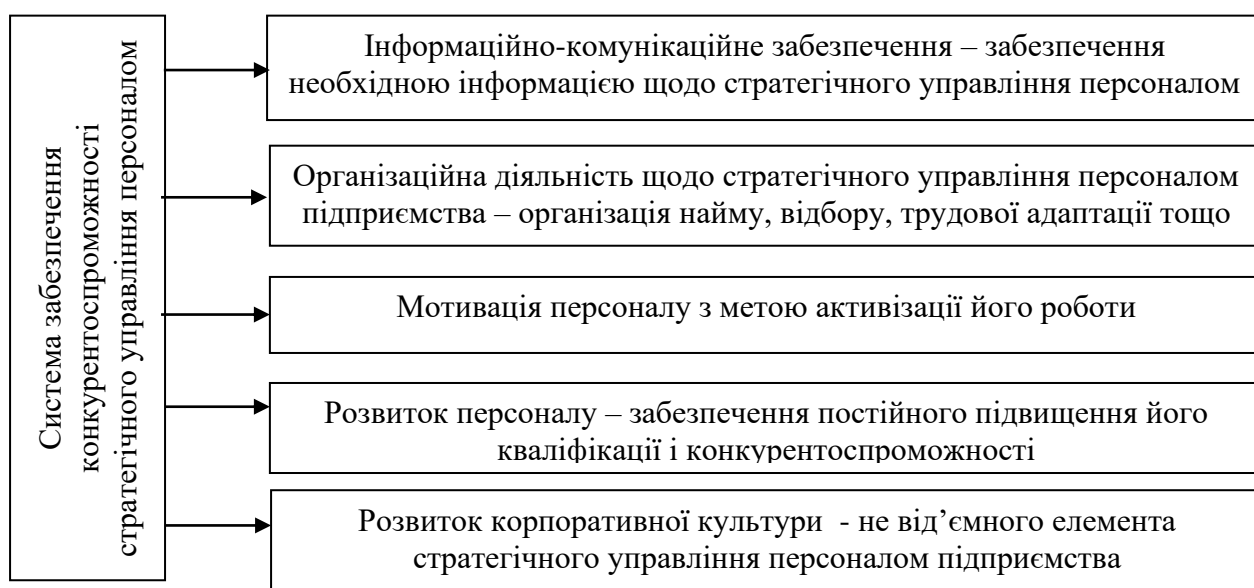 Система забезпечення
конкурентоспроможності
стратегічного управління персоналом
Інформаційно-комунікаційне забезпечення – забезпечення
необхідною інформацією щодо стратегічного управління персоналом
Організаційна діяльність щодо стратегічного управління персоналом
підприємства – організація найму, відбору, трудової адаптації тощо
Мотивація персоналу з метою активізації його роботи
Розвиток персоналу – забезпечення постійного підвищення його
кваліфікації і конкурентоспроможності
Розвиток корпоративної культури - не від’ємного елемента
стратегічного управління персоналом підприємства